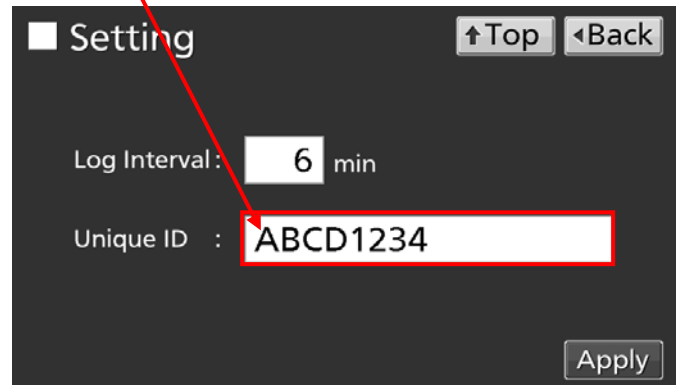 Setting
Top
Back
Log Interval: 6 min
Unique ID : ABCD1234
Apply